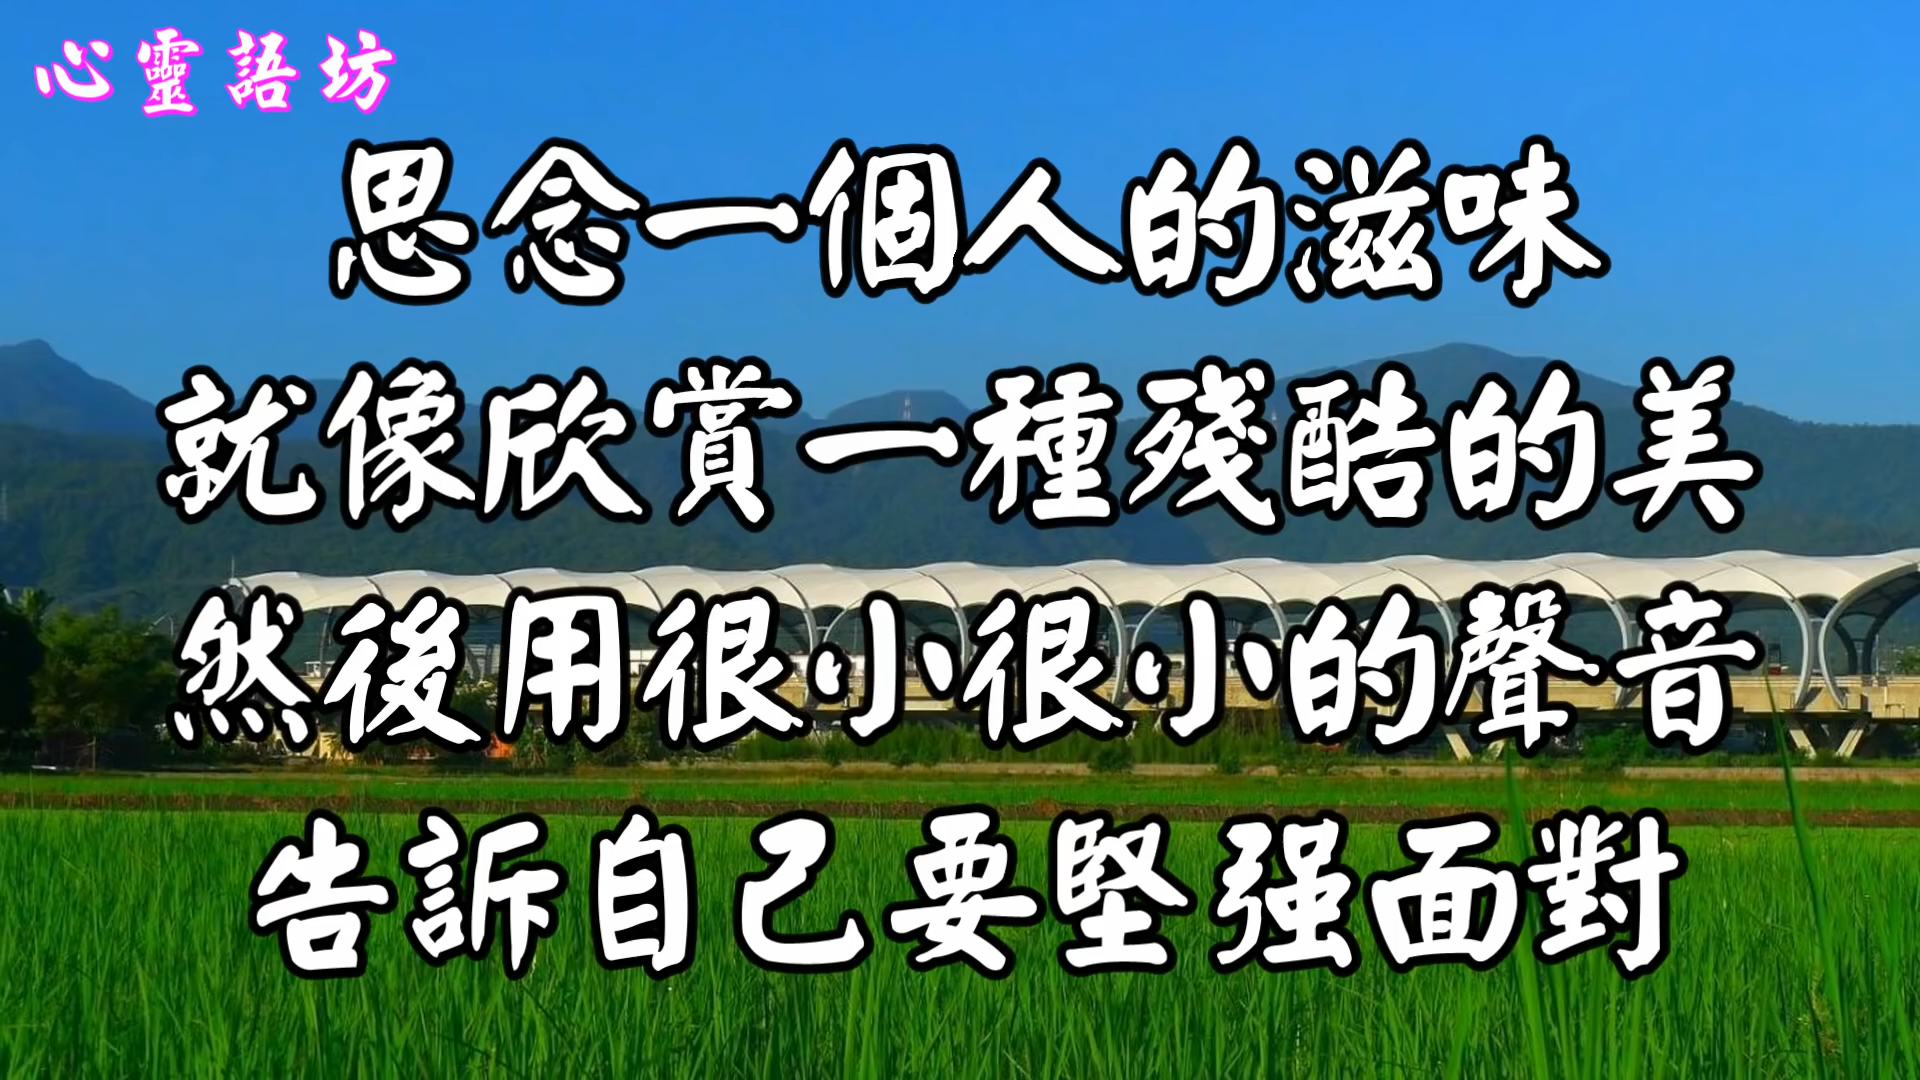 心靈語坊
思念一個人的滋味
就像欣賞一種殘酷的美
然後用很小很小的聲音
告訴自己要堅强面對